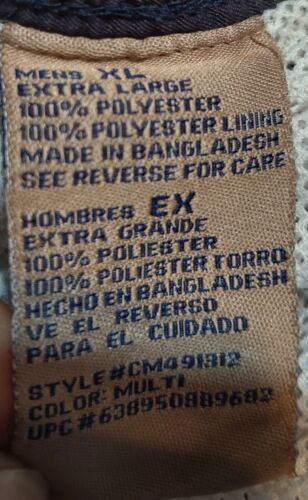 MENS XL
EXTRA LARGE
100% POLYESTER
100% POLYESTER LINING
MADE IN BANGLADESH
SEE REVERSE FOR CARE
HOMBRES EX
EXTRA GRANDE
100% POLIESTER
100% POLIESTER FORRO
HECHO EN BANGLADESH
VE EL REVERSO
PARA EL CUIDADO
STYLE#CM491312
COLOR: MULTI
UPC #638950889682